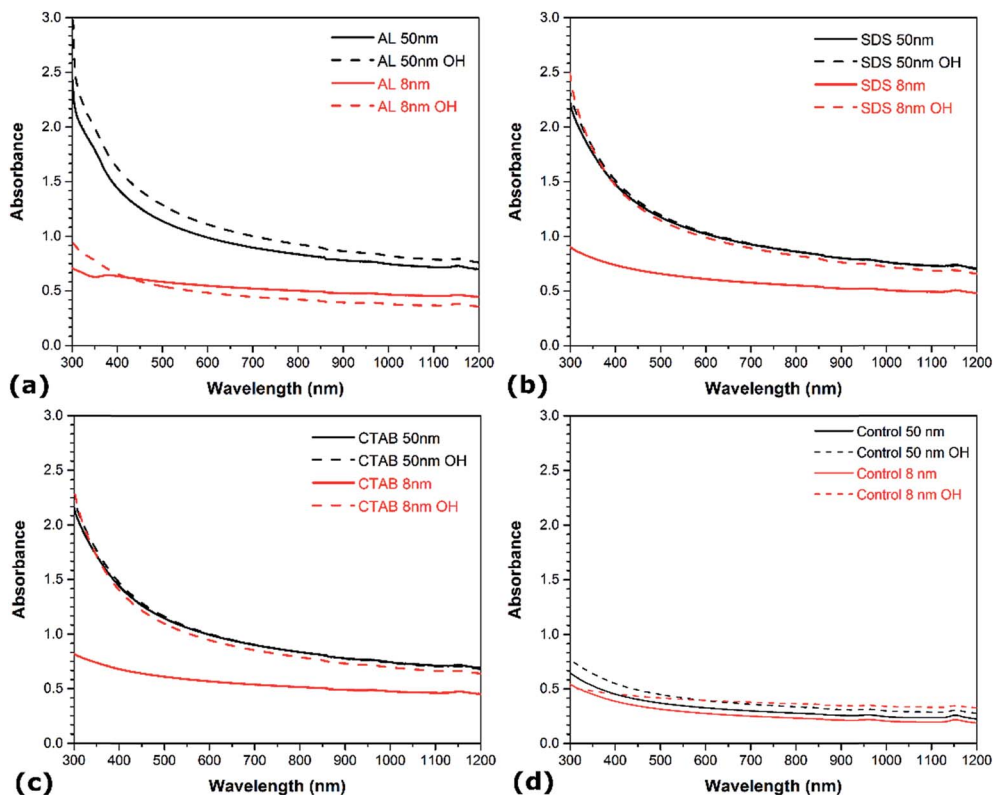 3.0
2.5
2.0
1.5
1.0
0.5
0.0
Absorbance
AL 50nm
AL 50nm OH
AL 8nm
AL 8nm OH
300 400 500 600 700 800 900 1000 1100 1200
Wavelength (nm)
(a)
3.0
2.5
2.0
1.5
1.0
0.5
0.0
Absorbance
SDS 50nm
SDS 50nm OH
SDS 8nm
SDS 8nm OH
300 400 500 600 700 800 900 1000 1100 1200
Wavelength (nm)
(b)
3.0
2.5
2.0
1.5
1.0
0.5
0.0
Absorbance
CTAB 50nm
CTAB 50nm OH
CTAB 8nm
CTAB 8nm OH
300 400 500 600 700 800 900 1000 1100 1200
Wavelength (nm)
(c)
3.0
2.5
2.0
1.5
1.0
0.5
0.0
Absorbance
Control 50 nm
Control 50 nm OH
Control 8 nm
Control 8 nm OH
300 400 500 600 700 800 900 1000 1100 1200
Wavelength (nm)
(d)